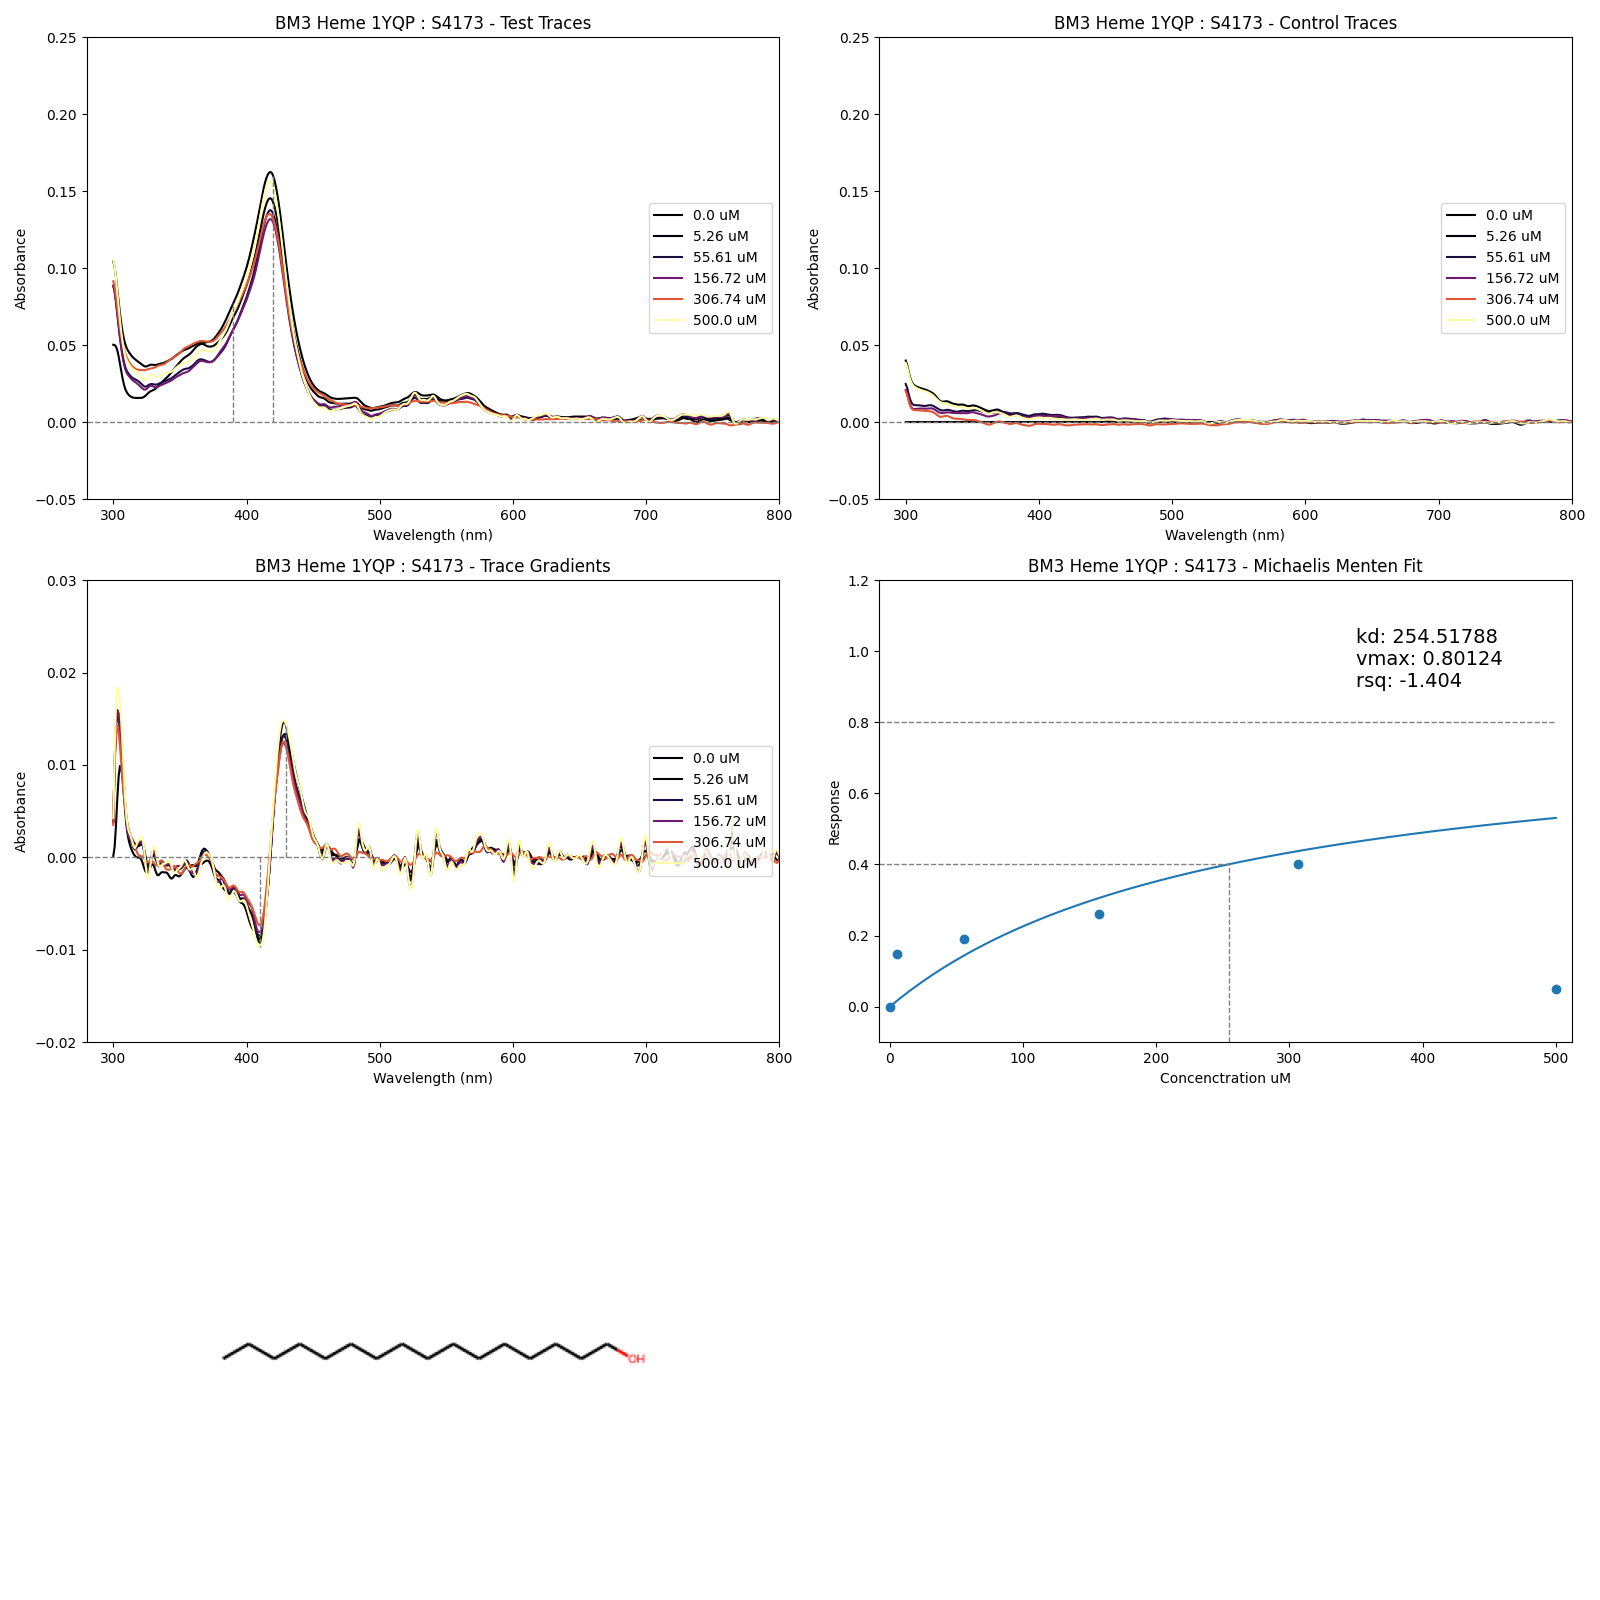 BM3 Heme 1YQP : S4173 - Test Traces
0.25
0.20
0.15
0.10
0.05
0.00
−0.05
Absorbance
300 400 500 600 700 800
Wavelength (nm)
0.0 uM
5.26 uM
55.61 uM
156.72 uM
306.74 uM
500.0 uM
BM3 Heme 1YQP : S4173 - Control Traces
0.25
0.20
0.15
0.10
0.05
0.00
−0.05
Absorbance
300 400 500 600 700 800
Wavelength (nm)
0.0 uM
5.26 uM
55.61 uM
156.72 uM
306.74 uM
500.0 uM
BM3 Heme 1YQP : S4173 - Trace Gradients
0.03
0.02
0.01
0.00
−0.01
−0.02
Absorbance
300 400 500 600 700 800
Wavelength (nm)
0.0 uM
5.26 uM
55.61 uM
156.72 uM
306.74 uM
500.0 uM
BM3 Heme 1YQP : S4173 - Michaelis Menten Fit
1.2
1.0
0.8
0.6
0.4
0.2
0.0
Response
kd: 254.51788
vmax: 0.80124
rsq: -1.404
0 100 200 300 400 500
Concenctration uM
OH